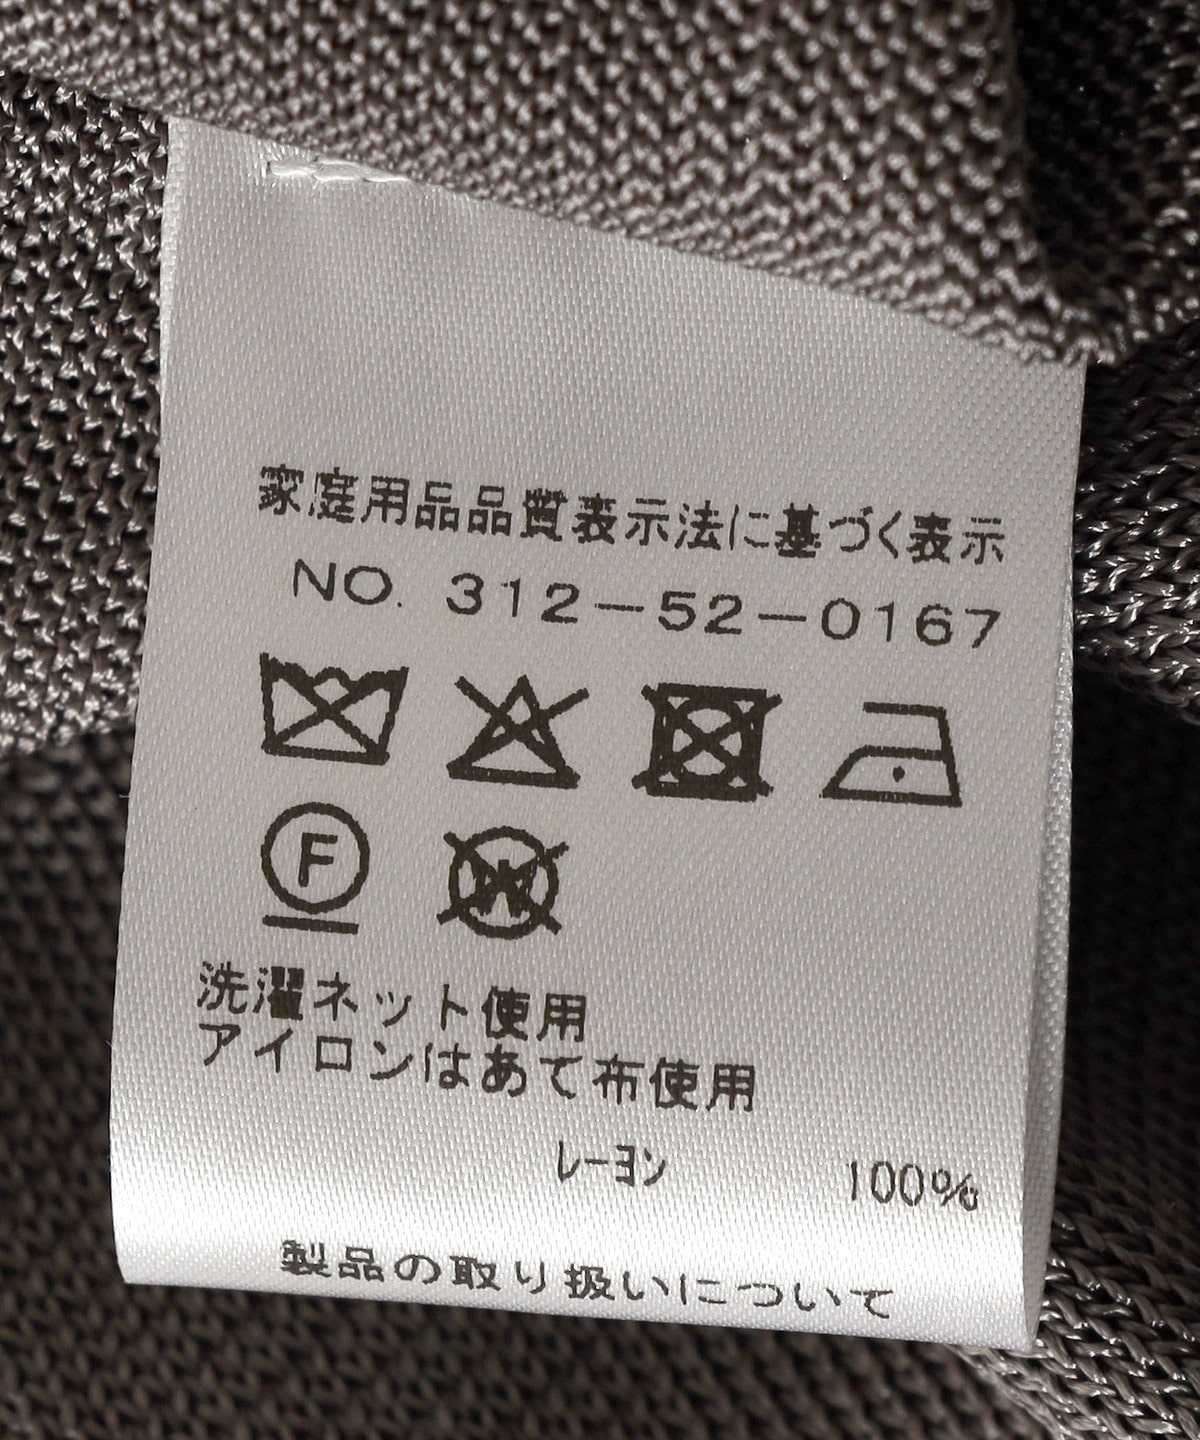 家庭用品品質表示法に基づく表示
NO. 312－52－0167
F
W
洗濯ネット使用
アイロンはあて布使用
レーヨン 100%
製品の取り扱いについて